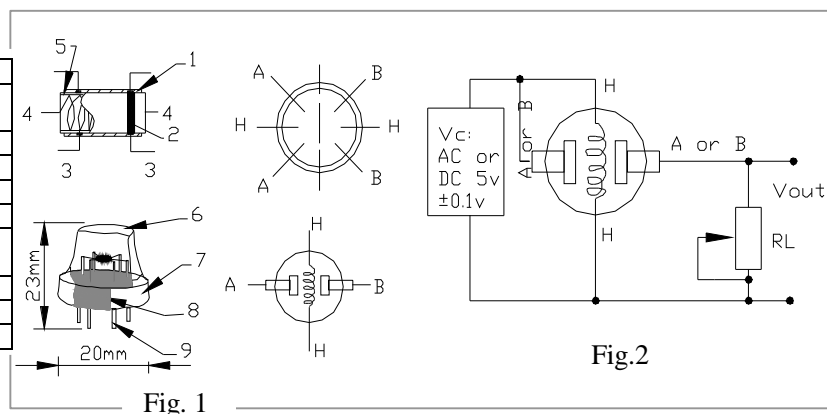 5
1
A
B
4
4
H
H
2
3
3
A
B
6
23mm
7
8
9
20mm
A
B
H
H
Fig. 1
Vc:
AC or
DC 5v
±0.1v
A or B
H
H
A or B
Vout
RL
Fig.2